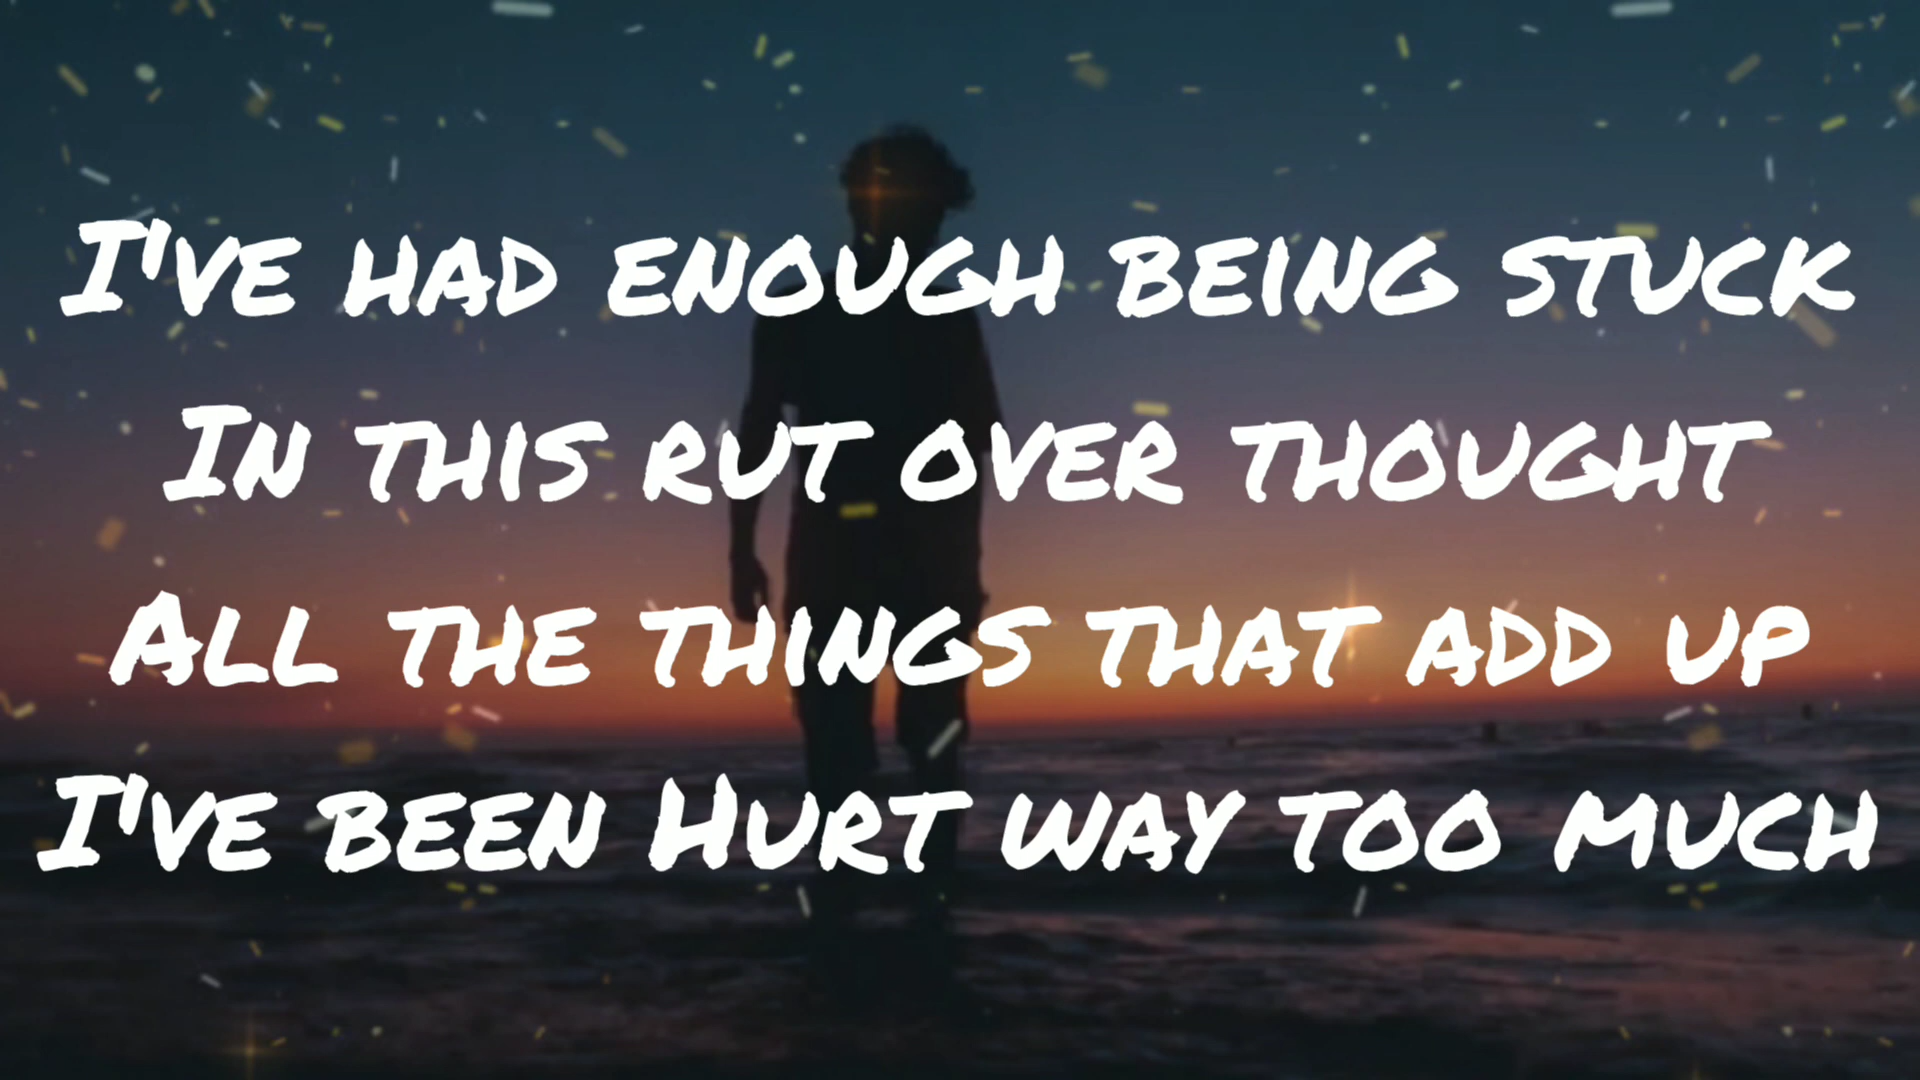 I've had enough being stuck
In this rut over thought
All the things that add up
I've been Hurt way too much